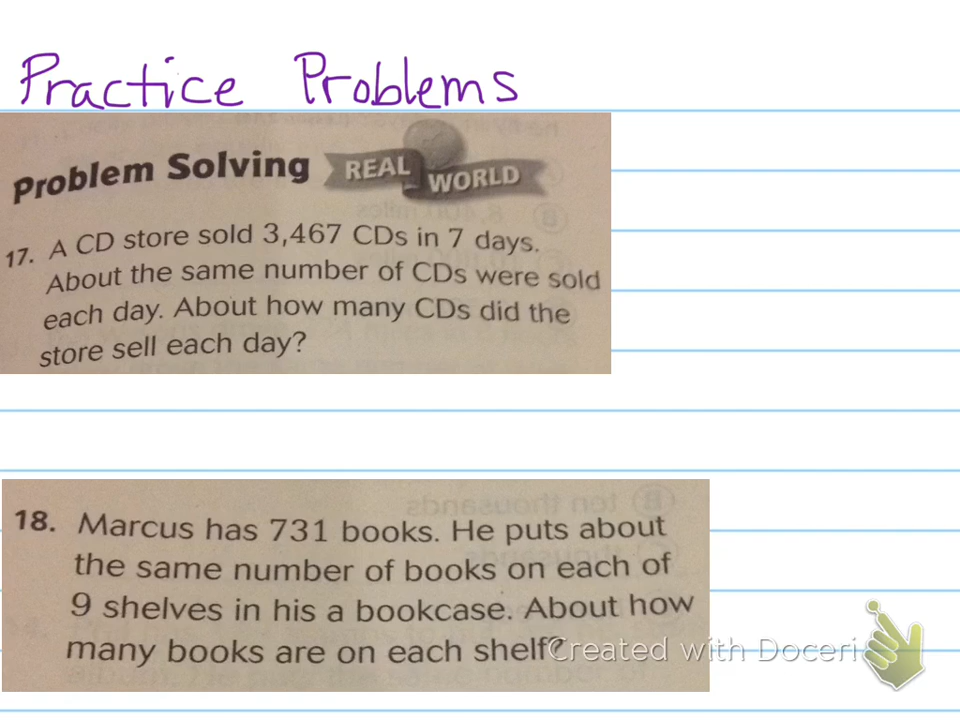 Practice Problems
Problem Solving REAL WORLD
17. A CD store sold 3,467 CDs in 7 days.
About the same number of CDs were sold
each day. About how many CDs did the
store sell each day?
18. Marcus has 731 books. He puts about
the same number of books on each of
9 shelves in his a bookcase. About how
many books are on each shelf?
Created with Doceri